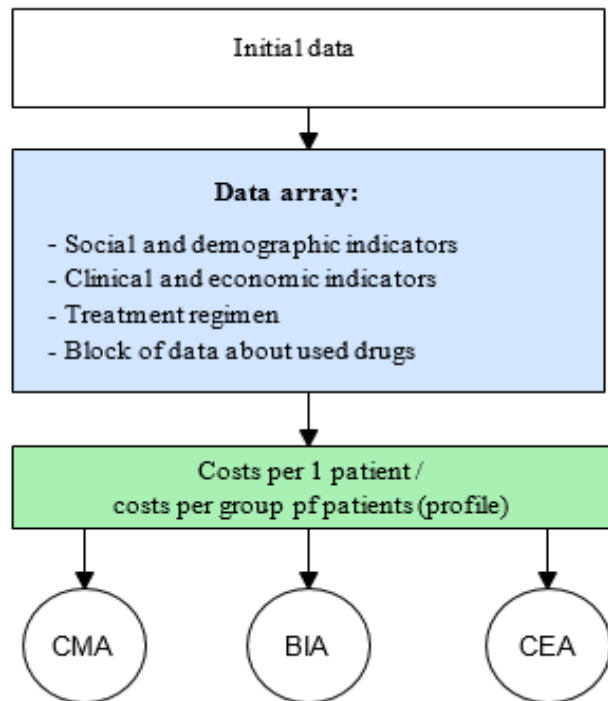 Initial data
Data array:
- Social and demographic indicators
- Clinical and economic indicators
- Treatment regimen
- Block of data about used drugs
Costs per 1 patient /
costs per group pf patients (profile)
CMA
BIA
CEA